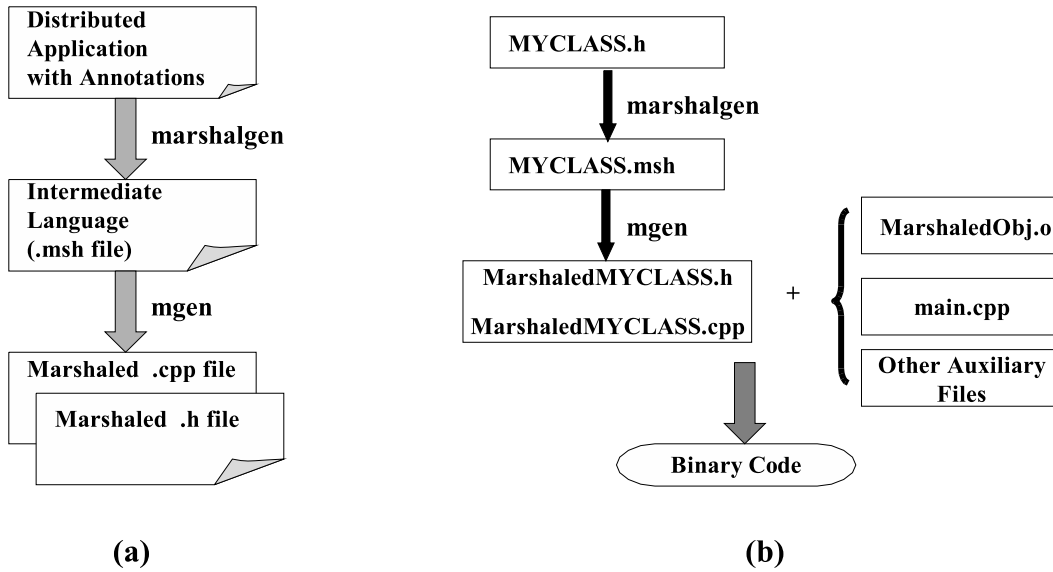 Distributed
Application
with Annotations
marshalgen
Intermediate
Language
(.msh file)
mgen
Marshaled .cpp file
Marshaled .h file
(a)
MYCLASS.h
marshalgen
MYCLASS.msh
mgen
MarshaledMYCLASS.h
MarshaledMYCLASS.cpp
+
MarshaledObj.o
main.cpp
Other Auxiliary
Files
Binary Code
(b)